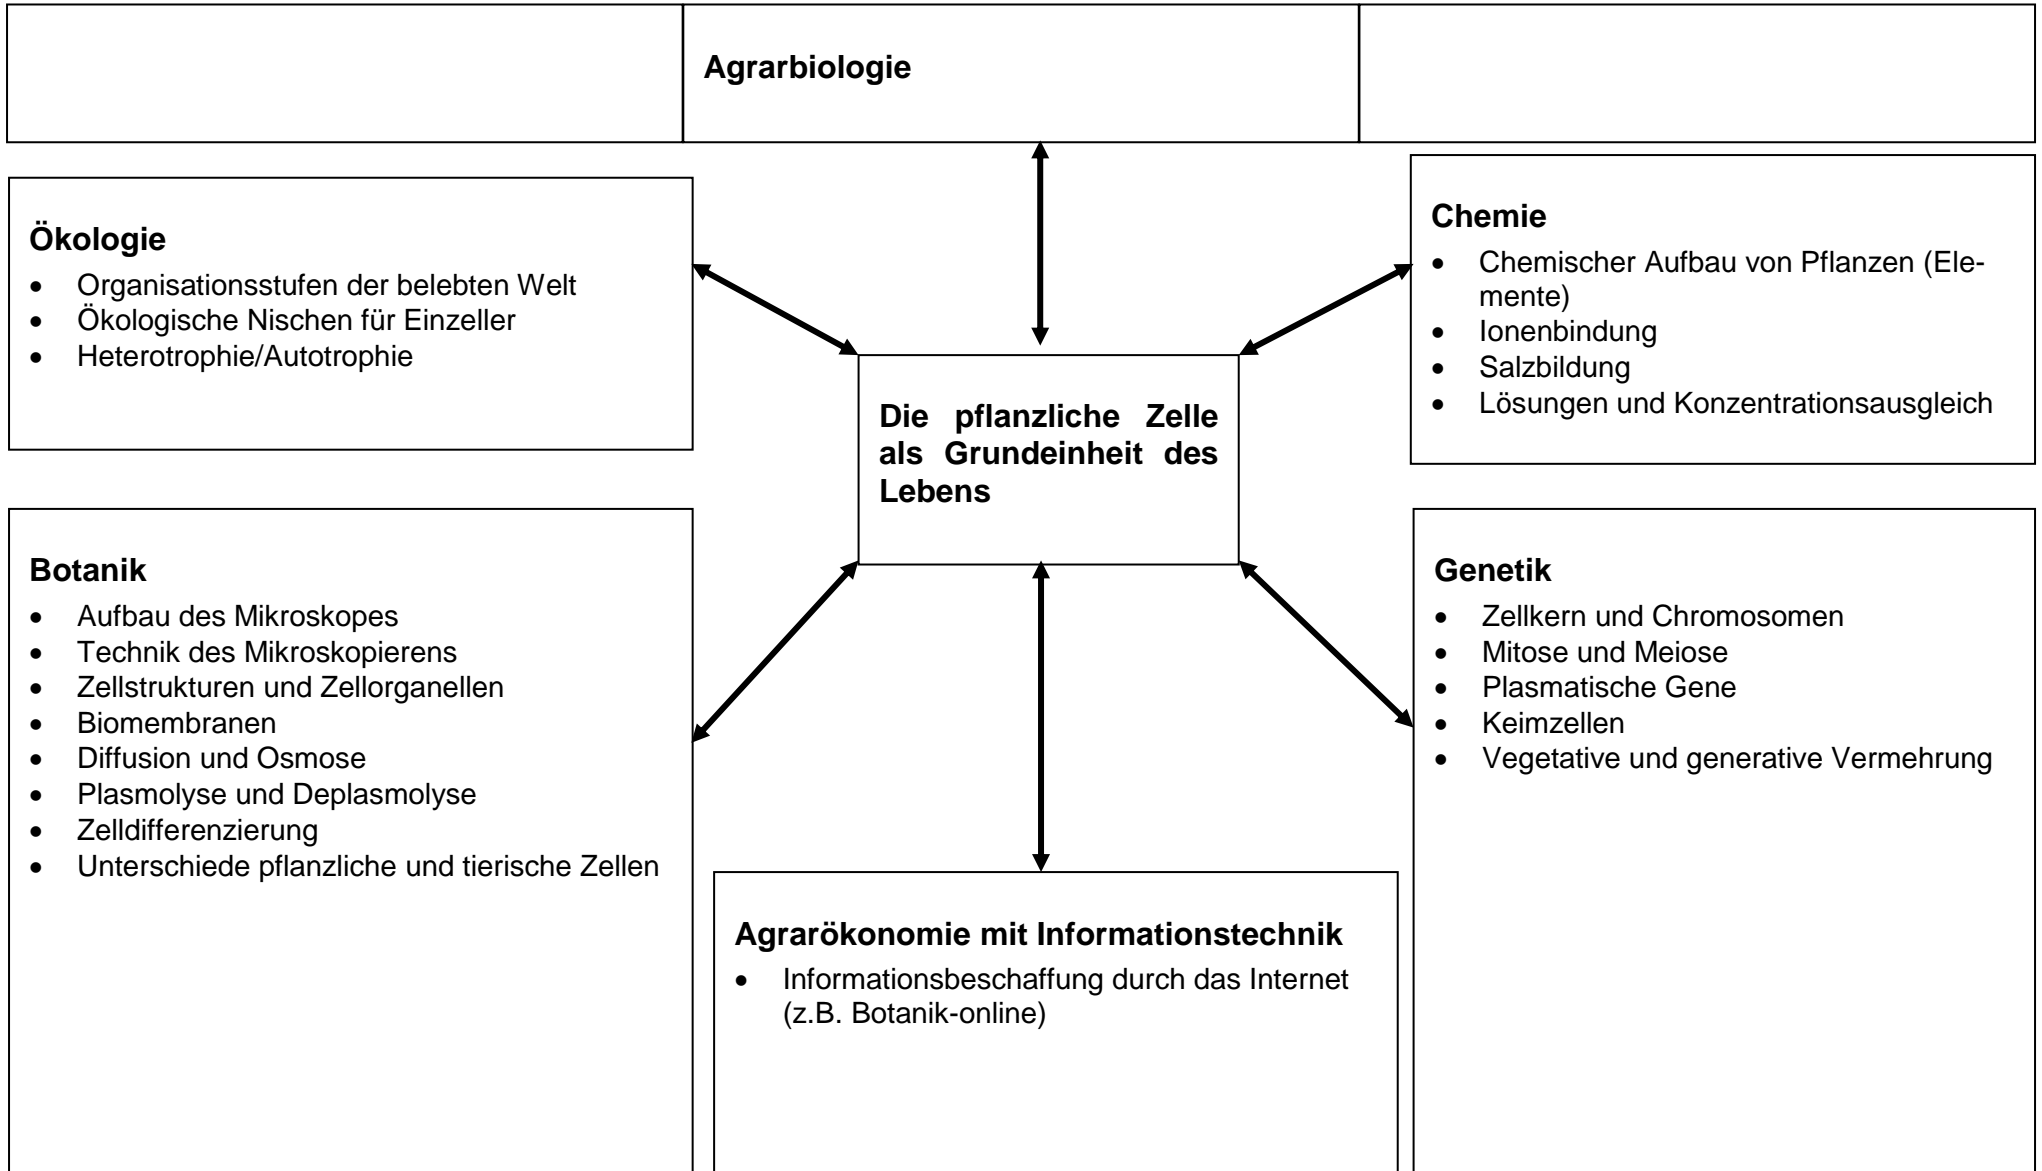 Agrarbiologie
Ökologie
• Organisationsstufen der belebten Welt
• Ökologische Nischen für Einzeller
• Heterotrophie/Autotrophie
Chemie
• Chemischer Aufbau von Pflanzen (Ele-
mente)
• Ionenbindung
• Salzbildung
• Lösungen und Konzentrationsausgleich
Die pflanzliche Zelle
als Grundeinheit des
Lebens
Botanik
• Aufbau des Mikroskopes
• Technik des Mikroskopierens
• Zellstrukturen und Zellorganellen
• Biomembranen
• Diffusion und Osmose
• Plasmolyse und Deplasmolyse
• Zelldifferenzierung
• Unterschiede pflanzliche und tierische Zellen
Genetik
• Zellkern und Chromosomen
• Mitose und Meiose
• Plasmatische Gene
• Keimzellen
• Vegetative und generative Vermehrung
Agrarökonomie mit Informationstechnik
• Informationsbeschaffung durch das Internet
(z.B. Botanik-online)